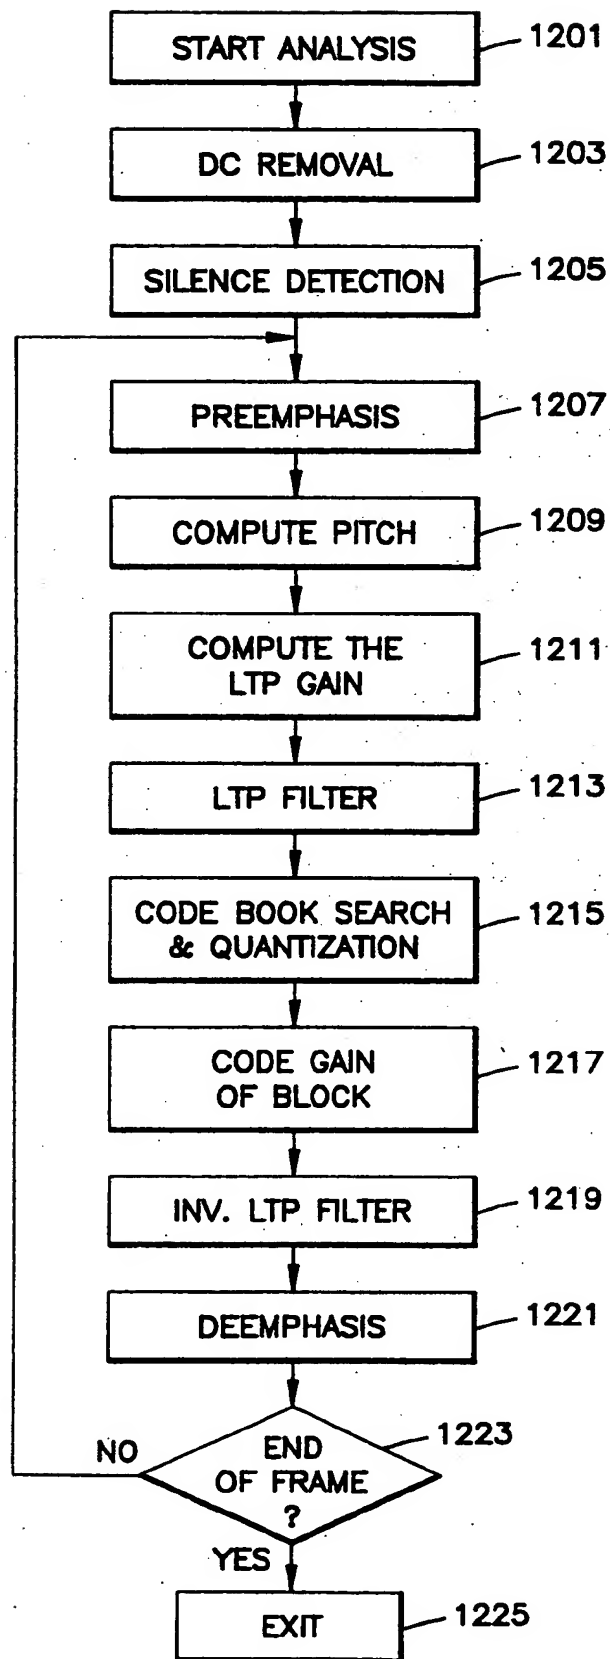 START ANALYSIS
1201
DC REMOVAL
1203
SILENCE DETECTION
1205
PREEMPHASIS
1207
COMPUTE PITCH
1209
COMPUTE THE
LTP GAIN
1211
LTP FILTER
1213
CODE BOOK SEARCH
& QUANTIZATION
1215
CODE GAIN
OF BLOCK
1217
INV. LTP FILTER
1219
DEEMPHASIS
1221
NO
END
OF FRAME
?
1223
YES
EXIT
1225